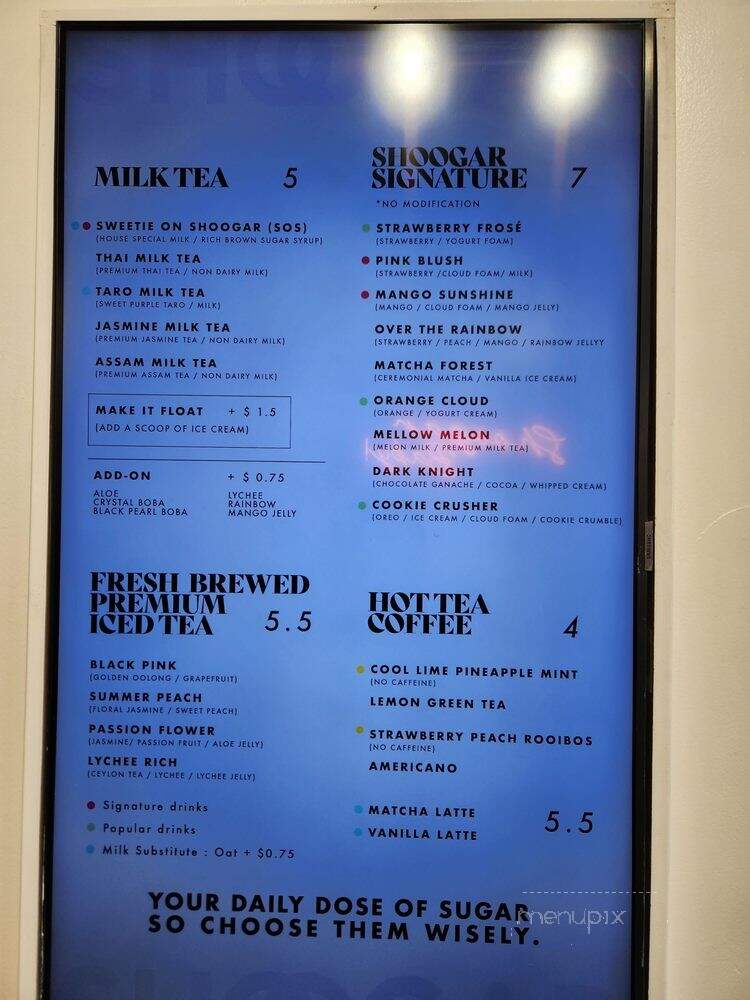 MILK TEA 5
SWEETIE ON SHOOGAR (SOS)
(HOUSE SPECIAL MILK / RICH BROWN SUGAR SYRUP)
THAI MILK TEA
(PREMIUM THAI TEA / NON DAIRY MILK)
TARO MILK TEA
(SWEET PURPLE TARO / MILK)
JASMINE MILK TEA
(PREMIUM JASMINE TEA / NON DAIRY MILK)
ASSAM MILK TEA
(PREMIUM ASSAM TEA / NON DAIRY MILK)
MAKE IT FLOAT + $ 1.5
(ADD A SCOOP OF ICE CREAM)
ADD-ON + $ 0.75
ALOE
CRYSTAL BOBA
BLACK PEARL BOBA
LYCHEE
RAINBOW
MANGO JELLY
SHOOGAR
SIGNATURE 7
*NO MODIFICATION
STRAWBERRY FROSÉ
(STRAWBERRY / YOGURT FOAM)
PINK BLUSH
(STRAWBERRY /CLOUD FOAM/ MILK)
MANGO SUNSHINE
(MANGO / CLOUD FOAM / MANGO JELLY)
OVER THE RAINBOW
(STRAWBERRY / PEACH / MANGO / RAINBOW JELLYY
MATCHA FOREST
(CEREMONIAL MATCHA / VANILLA ICE CREAM)
ORANGE CLOUD
(ORANGE / YOGURT CREAM)
MELLOW MELON
(MELON MILK / PREMIUM MILK TEA)
DARK KNIGHT
(CHOCOLATE GANACHE / COCOA / WHIPPED CREAM)
COOKIE CRUSHER
(OREO / ICE CREAM / CLOUD FOAM / COOKIE CRUMBLE)
FRESH BREWED
PREMIUM
ICED TEA 5.5
BLACK PINK
(GOLDEN OOLONG / GRAPEFRUIT)
SUMMER PEACH
(FLORAL JASMINE / SWEET PEACH)
PASSION FLOWER
(JASMINE/ PASSION FRUIT / ALOE JELLY)
LYCHEE RICH
(CEYLON TEA / LYCHEE / LYCHEE JELLY)
Signature drinks
Popular drinks
Milk Substitute : Oat + $0.75
HOT TEA
COFFEE 4
COOL LIME PINEAPPLE MINT
(NO CAFFEINE)
LEMON GREEN TEA
STRAWBERRY PEACH ROOIBOS
(NO CAFFEINE)
AMERICANO
MATCHA LATTE
VANILLA LATTE 5.5
YOUR DAILY DOSE OF SUGAR
SO CHOOSE THEM WISELY.
menupix